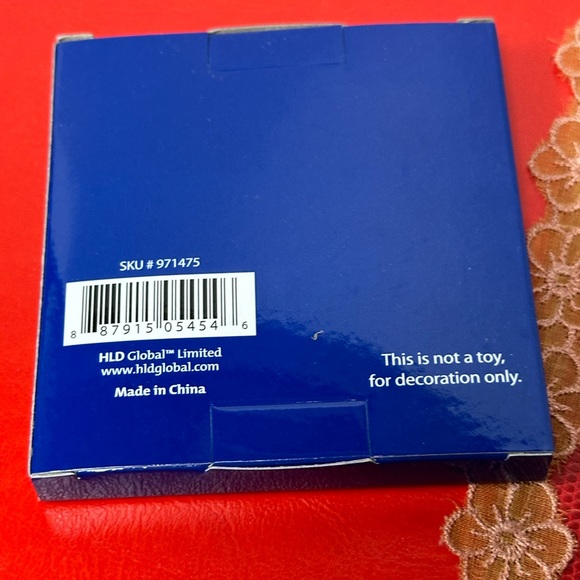 SKU # 971475
8 87915 05454 6
HLD Global™ Limited
www.hldglobal.com
Made in China
This is not a toy,
for decoration only.